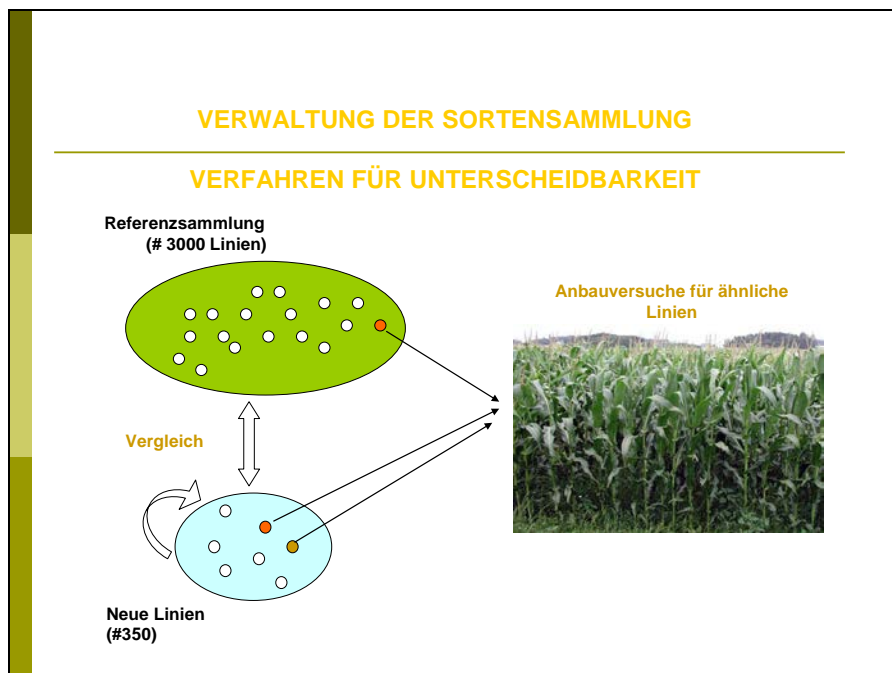 VERWALTUNG DER SORTENSAMMLUNG
VERFAHREN FÜR UNTERSCHEIDBARKEIT
Referenzsammlung
(# 3000 Linien)
Anbauversuche für ähnliche
Linien
Vergleich
Neue Linien
(#350)